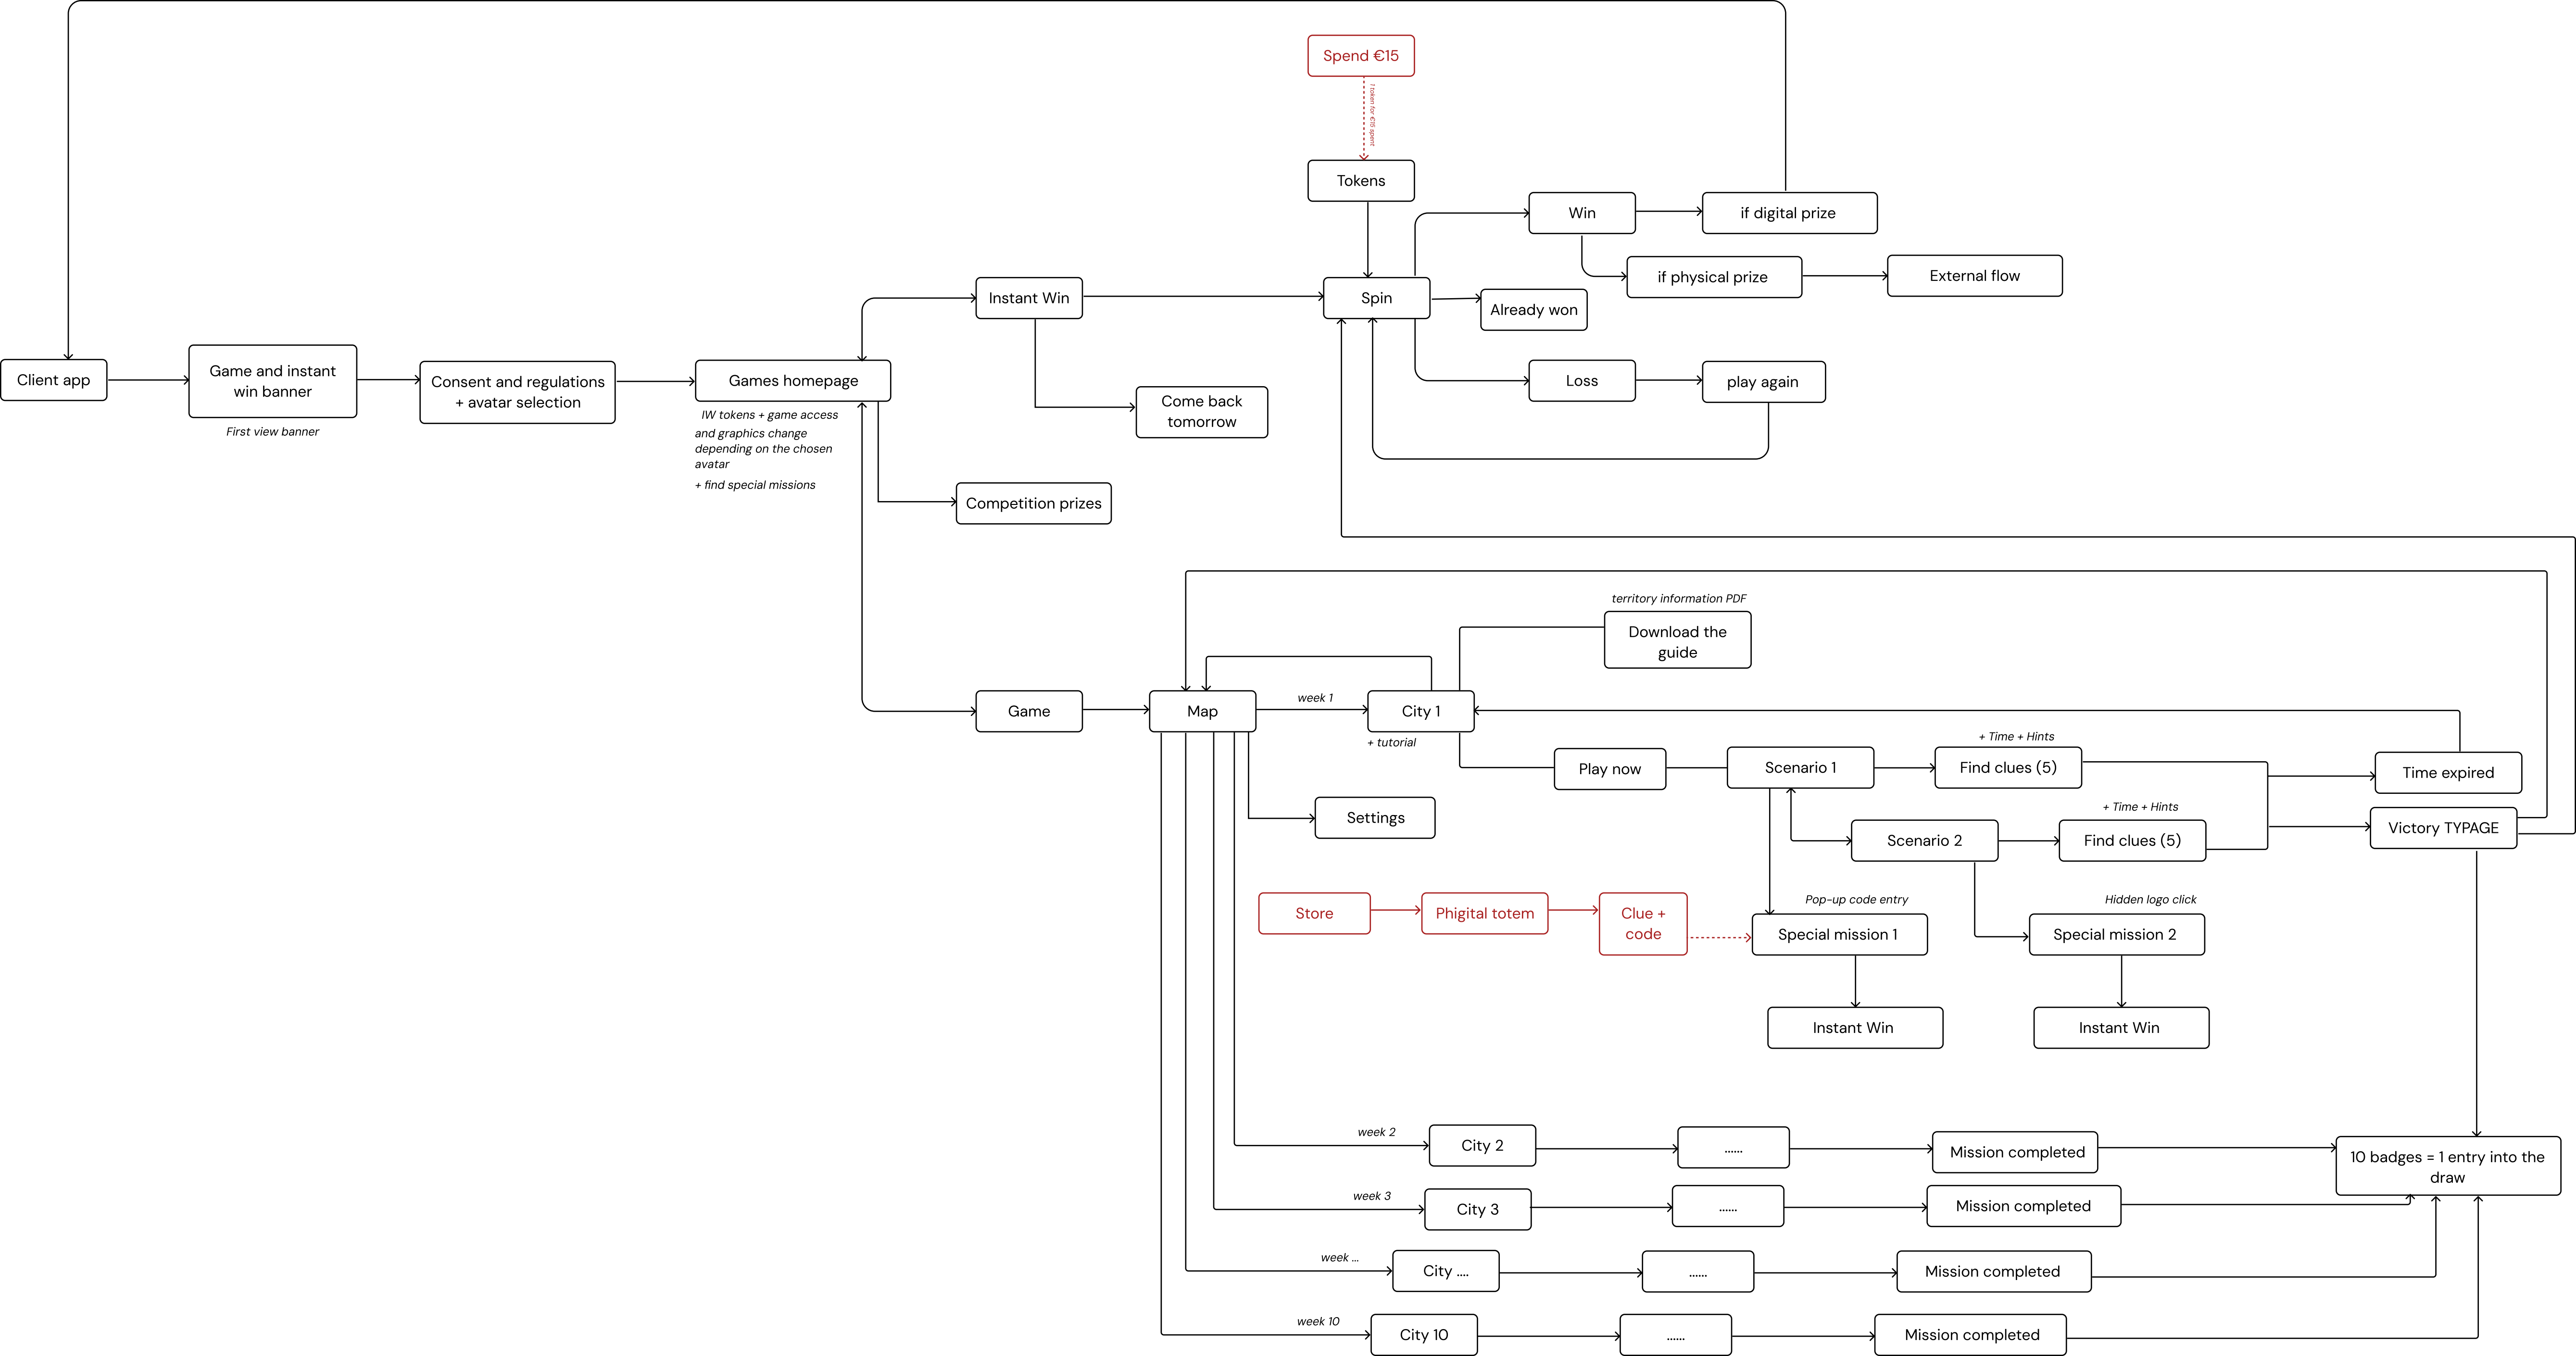 Spend €15
1 token for €15 spent
Tokens
Win
if digital prize
if physical prize
External flow
Instant Win
Spin
Already won
Client app
Game and instant
win banner
First view banner
Consent and regulations
+ avatar selection
Games homepage
IW tokens + game access
and graphics change
depending on the chosen
avatar
+ find special missions
Come back
tomorrow
Loss
play again
Competition prizes
territory information PDF
Download the
guide
Game
Map
week 1
City 1
+ tutorial
+ Time + Hints
Play now
Scenario 1
Find clues (5)
Time expired
Settings
+ Time + Hints
Scenario 2
Find clues (5)
Victory TYPAGE
Store
Phigital totem
Clue +
code
Pop-up code entry
Special mission 1
Hidden logo click
Special mission 2
Instant Win
Instant Win
week 2
City 2
......
Mission completed
10 badges = 1 entry into the
draw
week 3
City 3
......
Mission completed
week ...
City ....
......
Mission completed
week 10
City 10
......
Mission completed